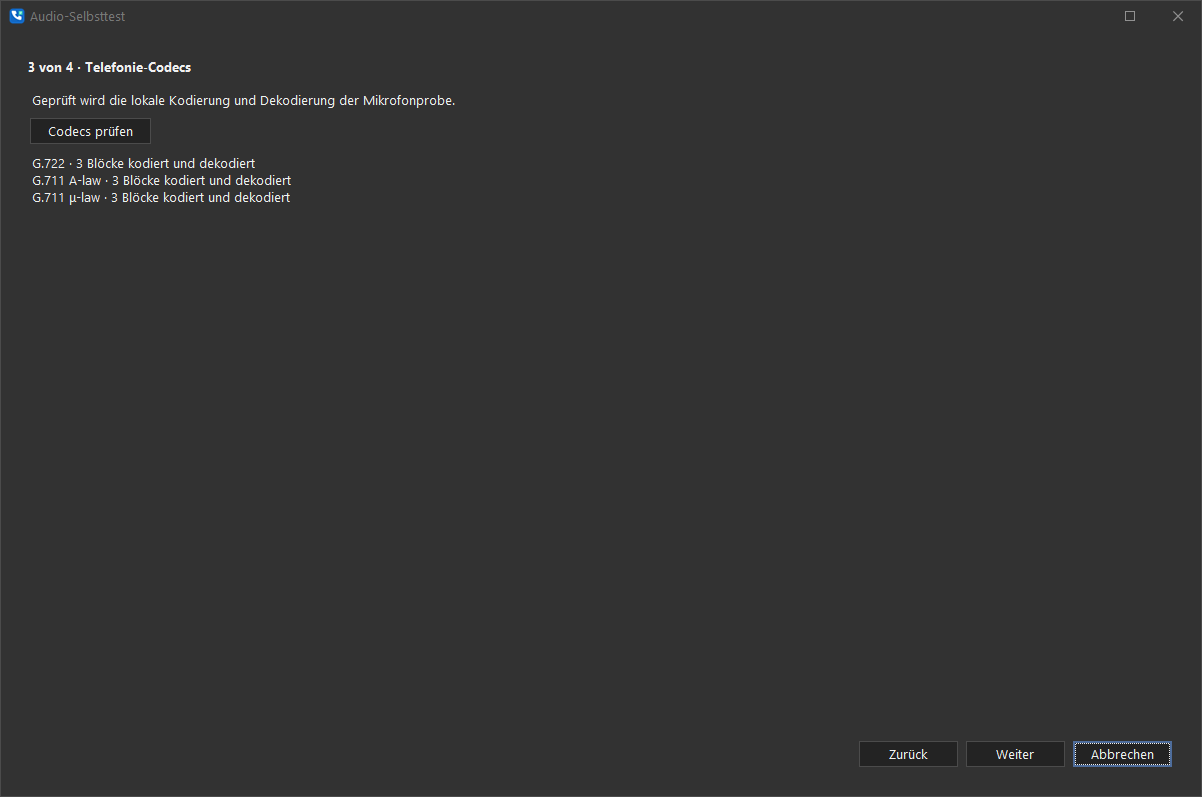 Audio-Selbsttest
3 von 4 · Telefonie-Codecs
Geprüft wird die lokale Kodierung und Dekodierung der Mikrofonprobe.
Codecs prüfen
G.722 · 3 Blöcke kodiert und dekodiert
G.711 A-law · 3 Blöcke kodiert und dekodiert
G.711 µ-law · 3 Blöcke kodiert und dekodiert
Zurück
Weiter
Abbrechen